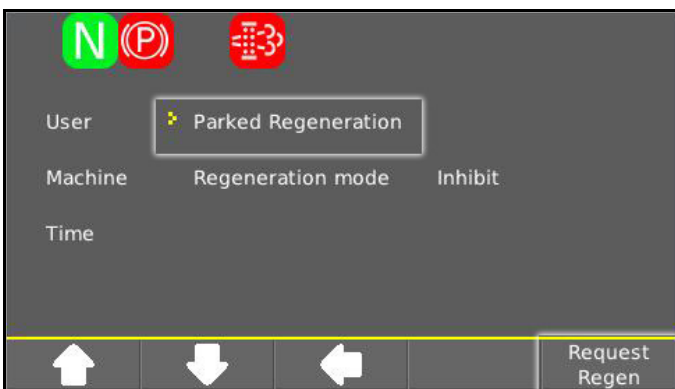 N (P)
User Parked Regeneration
Machine Regeneration mode Inhibit
Time
Request
Regen